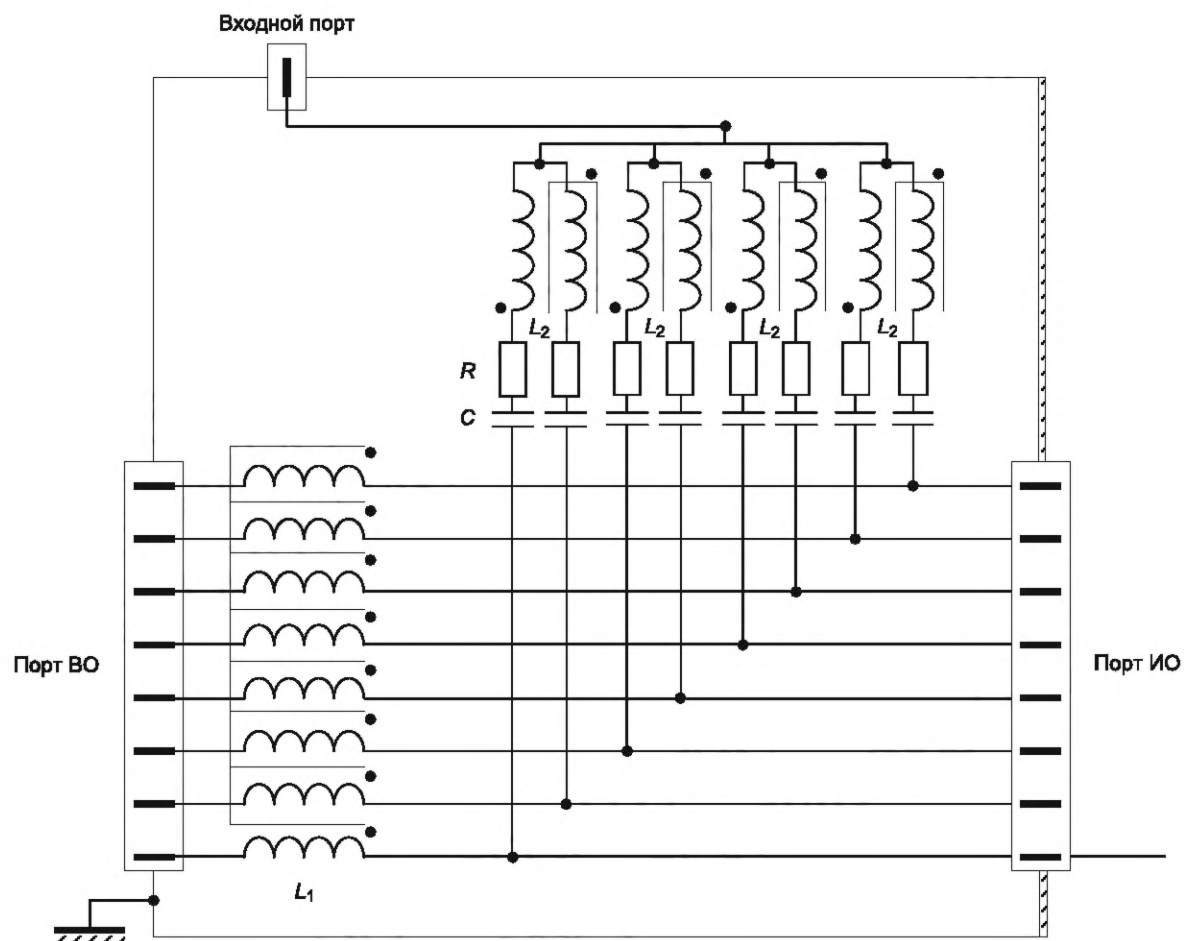 Входной порт
L2 L2 L2 L2
R
C
Порт ВО
Порт ИО
L1